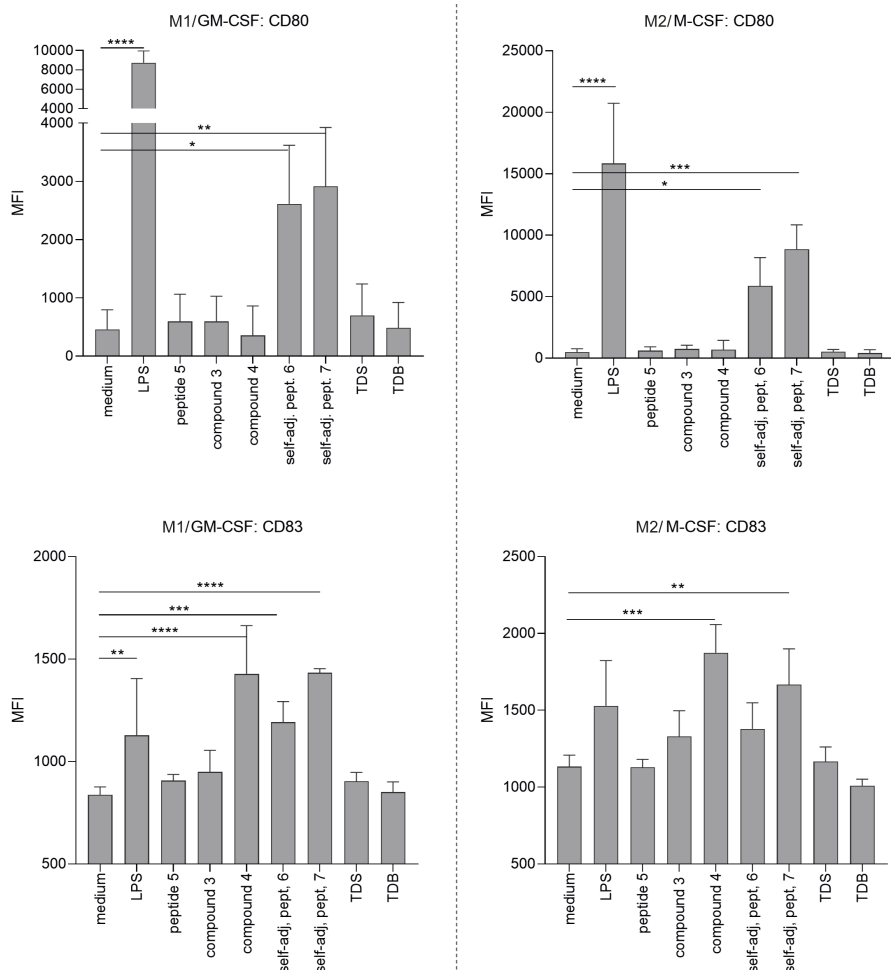 M1/GM-CSF: CD80
MFI
10000
8000
6000
4000
4000
3000
2000
1000
0
****
**
*
medium
LPS
peptide 5
compound 3
compound 4
self-adj. pept. 6
self-adj. pept. 7
TDS
TDB
M2/M-CSF: CD80
MFI
25000
20000
15000
10000
5000
0
****
***
*
medium
LPS
peptide 5
compound 3
compound 4
self-adj, pept, 6
self-adj, pept, 7
TDS
TDB
M1/GM-CSF: CD83
MFI
2000
1500
1000
500
****
***
****
**
medium
LPS
peptide 5
compound 3
compound 4
self-adj, pept, 6
self-adj, pept, 7
TDS
TDB
M2/M-CSF: CD83
MFI
2500
2000
1500
1000
500
**
***
medium
LPS
peptide 5
compound 3
compound 4
self-adj, pept, 6
self-adj, pept, 7
TDS
TDB